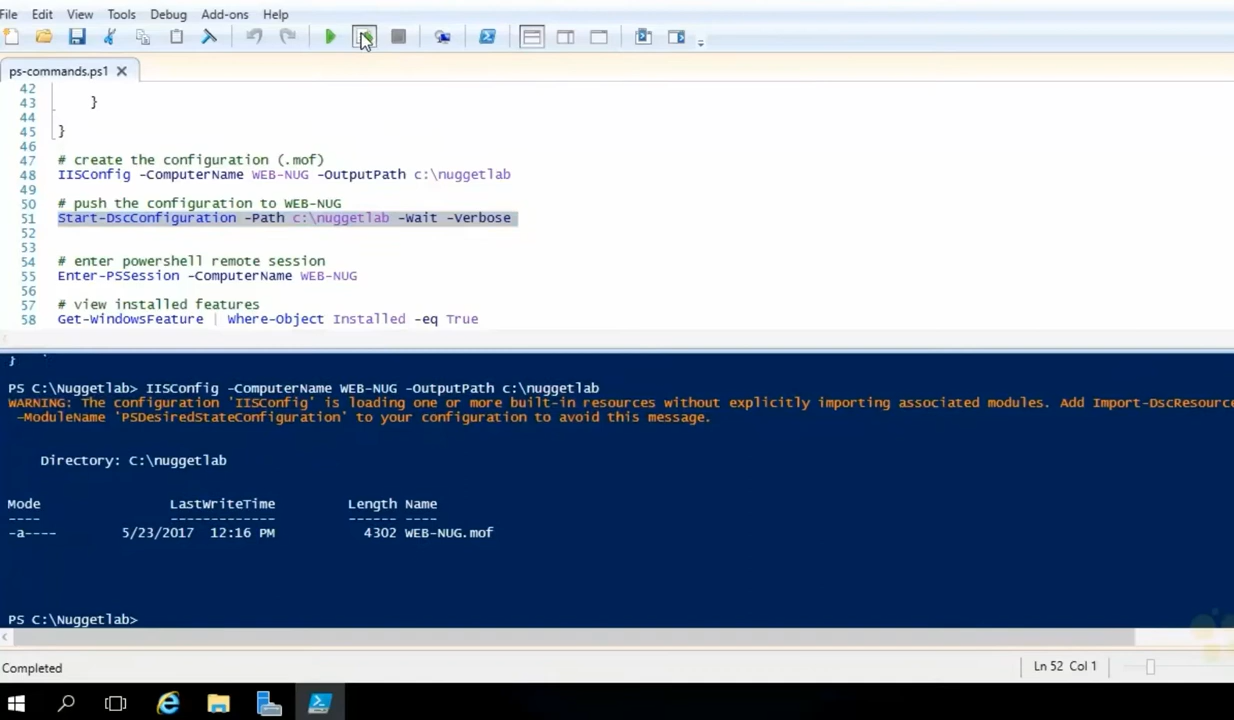 File Edit View Tools Debug Add-ons Help
ps-commands.ps1
42
43 }
44
45 }
46
47 # create the configuration (.mof)
48 IISConfig -ComputerName WEB-NUG -OutputPath c:\nuggetlab
49
50 # push the configuration to WEB-NUG
51 Start-DscConfiguration -Path c:\nuggetlab -Wait -Verbose
52
53
54 # enter powershell remote session
55 Enter-PSSession -ComputerName WEB-NUG
56
57 # view installed features
58 Get-WindowsFeature | Where-Object Installed -eq True
}
PS C:\Nuggetlab> IISConfig -ComputerName WEB-NUG -OutputPath c:\nuggetlab
WARNING: The configuration 'IISConfig' is loading one or more built-in resources without explicitly importing associated modules. Add Import-DscResource
-ModuleName 'PSDesiredStateConfiguration' to your configuration to avoid this message.
Directory: C:\nuggetlab
Mode LastWriteTime Length Name
---- ------------- ------ ----
-a---- 5/23/2017 12:16 PM 4302 WEB-NUG.mof
PS C:\Nuggetlab>
Completed
Ln 52 Col 1